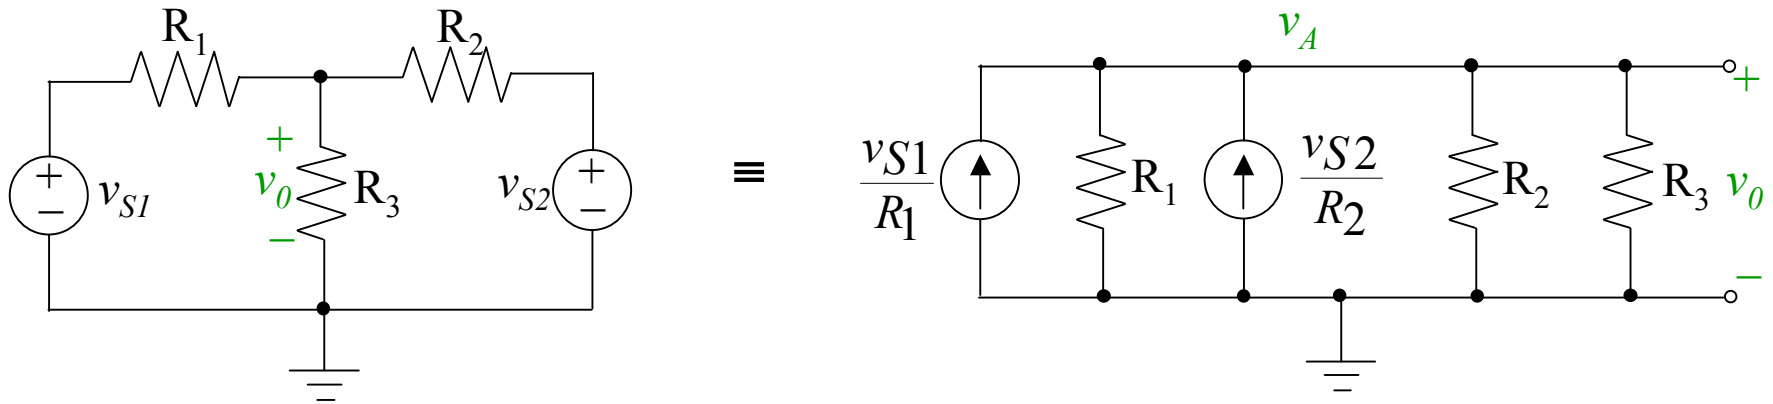 R1
R2
+
v0
−
R3
+
−
vS1
vS2
+
−
≡
vA
vS1
R1
R1
vS2
R2
R2
R3
+
v0
−